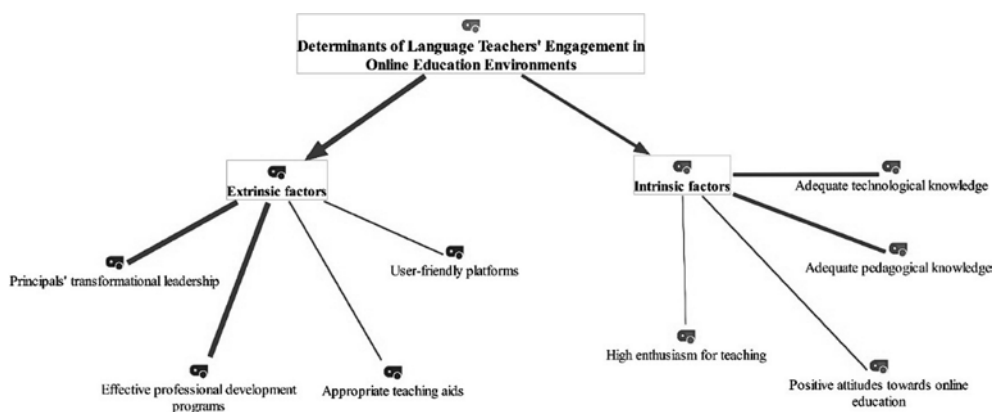 Determinants of Language Teachers' Engagement in
Online Education Environments
Extrinsic factors
Intrinsic factors
Principals' transformational leadership
Effective professional development
programs
Appropriate teaching aids
User-friendly platforms
High enthusiasm for teaching
Positive attitudes towards online
education
Adequate pedagogical knowledge
Adequate technological knowledge